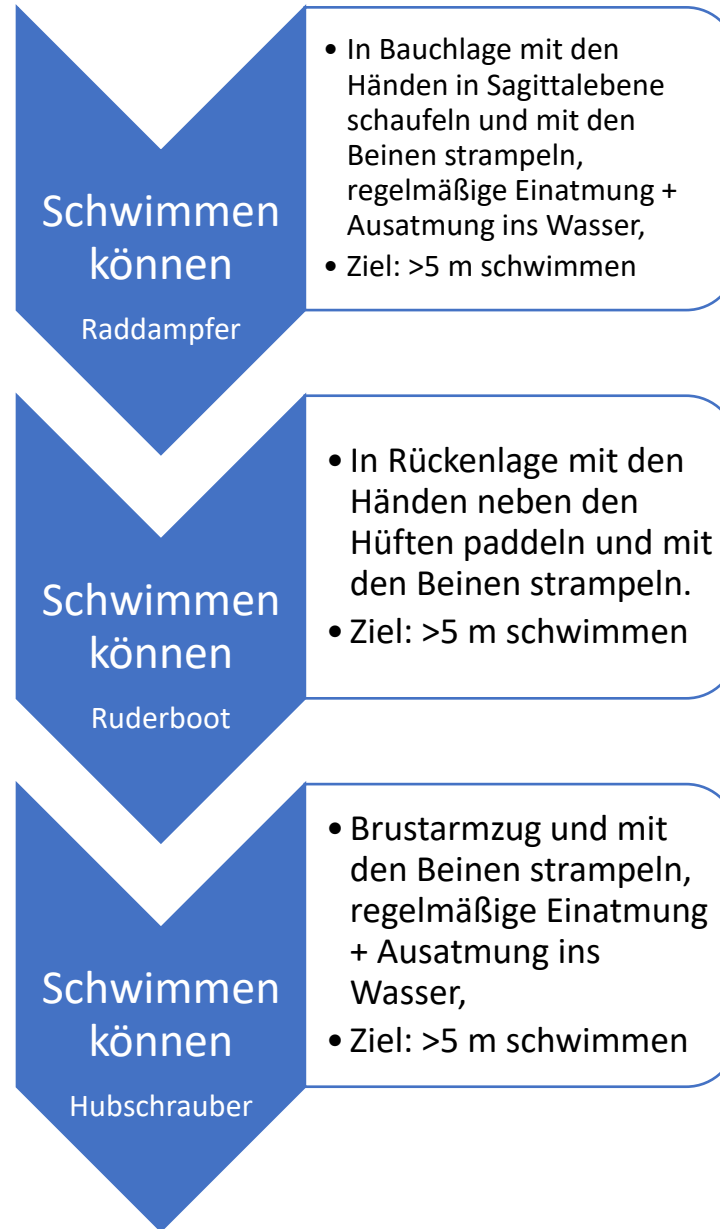 Schwimmen
können
Raddampfer
• In Bauchlage mit den
Händen in Sagittalebene
schaufeln und mit den
Beinen strampeln,
regelmäßige Einatmung +
Ausatmung ins Wasser,
• Ziel: >5 m schwimmen
Schwimmen
können
Ruderboot
• In Rückenlage mit den
Händen neben den
Hüften paddeln und mit
den Beinen strampeln.
• Ziel: >5 m schwimmen
Schwimmen
können
Hubschrauber
• Brustarmzug und mit
den Beinen strampeln,
regelmäßige Einatmung
+ Ausatmung ins
Wasser,
• Ziel: >5 m schwimmen